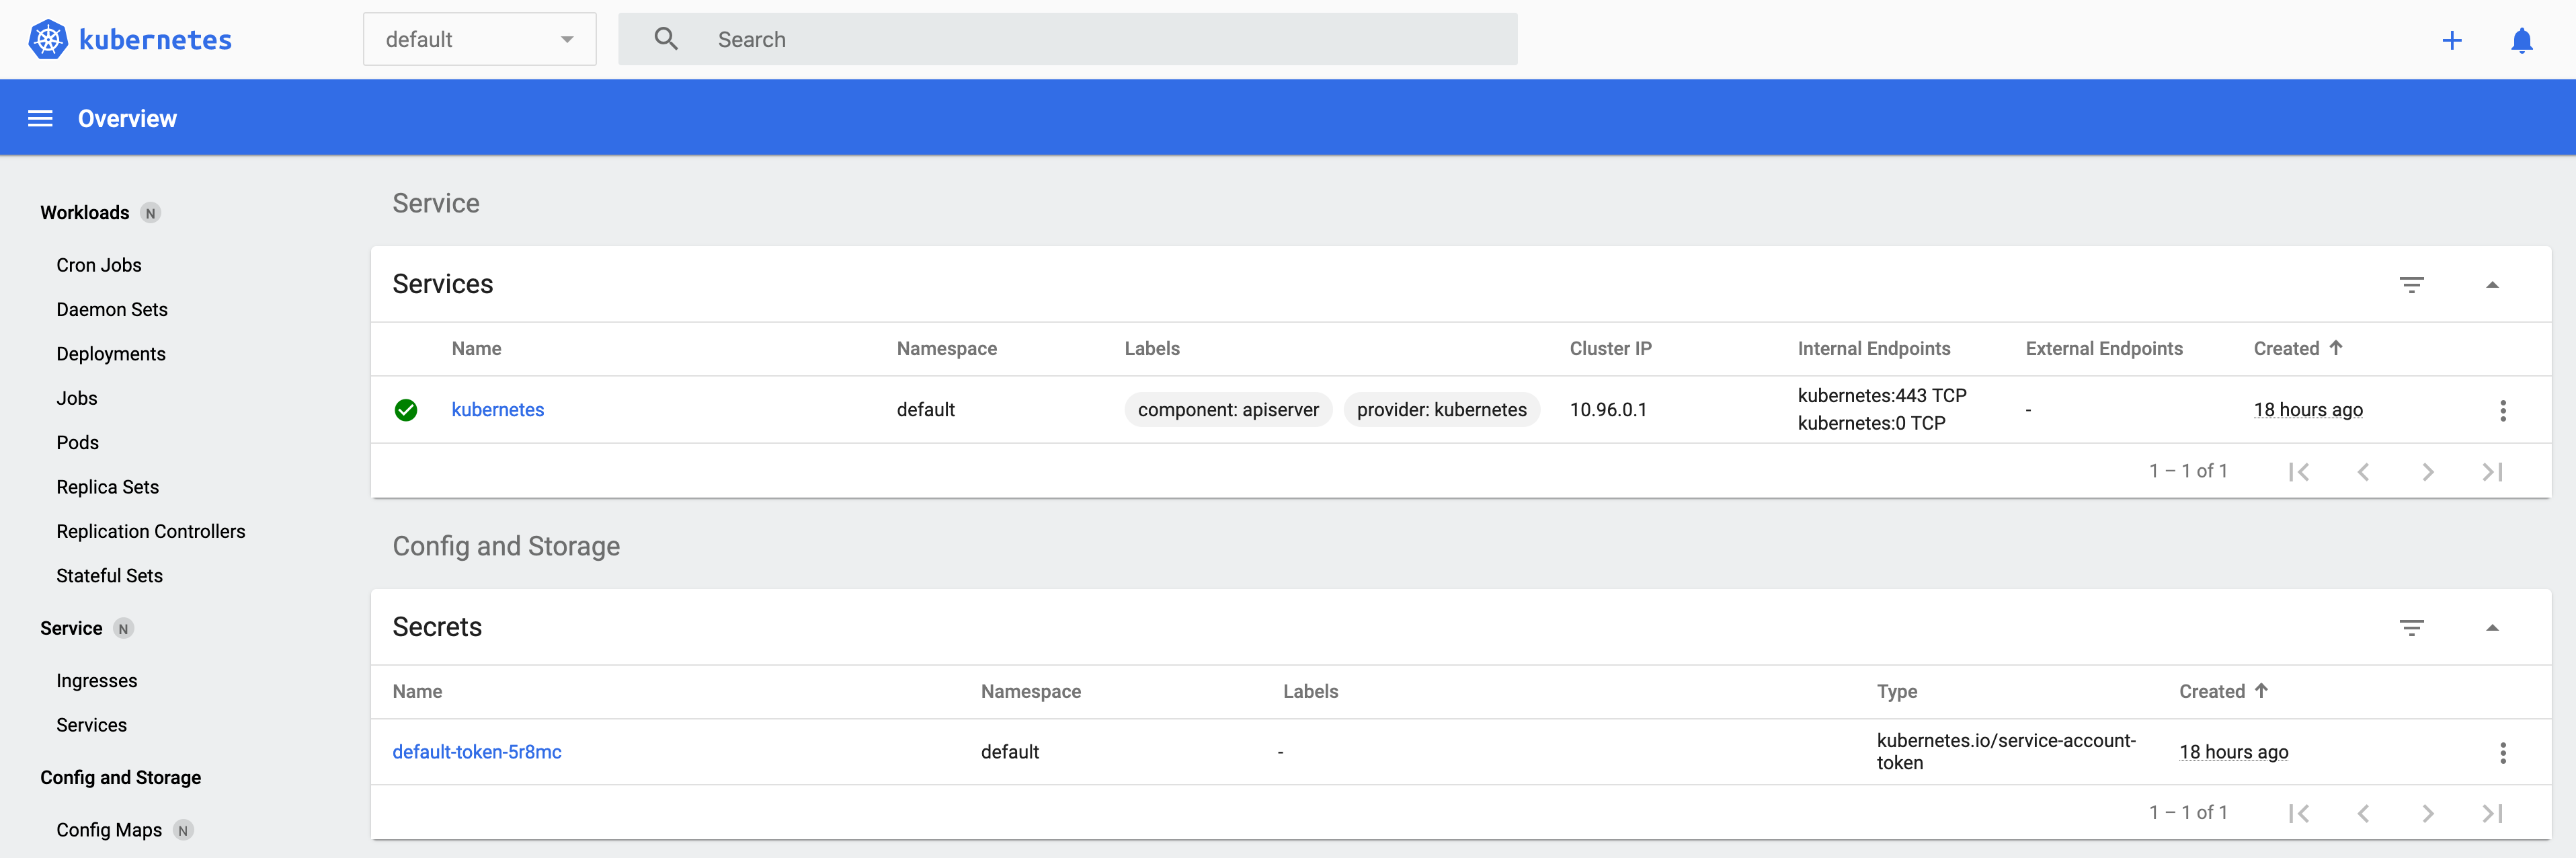 kubernetes
default
Search
Overview
Workloads N
Cron Jobs
Daemon Sets
Deployments
Jobs
Pods
Replica Sets
Replication Controllers
Stateful Sets
Service N
Ingresses
Services
Config and Storage
Config Maps N
Service
Services
Name Namespace Labels Cluster IP Internal Endpoints External Endpoints Created
kubernetes default component: apiserver provider: kubernetes 10.96.0.1 kubernetes:443 TCP - 18 hours ago
kubernetes:0 TCP
1 – 1 of 1
Config and Storage
Secrets
Name Namespace Labels Type Created
default-token-5r8mc default - kubernetes.io/service-account- 18 hours ago
token
1 – 1 of 1